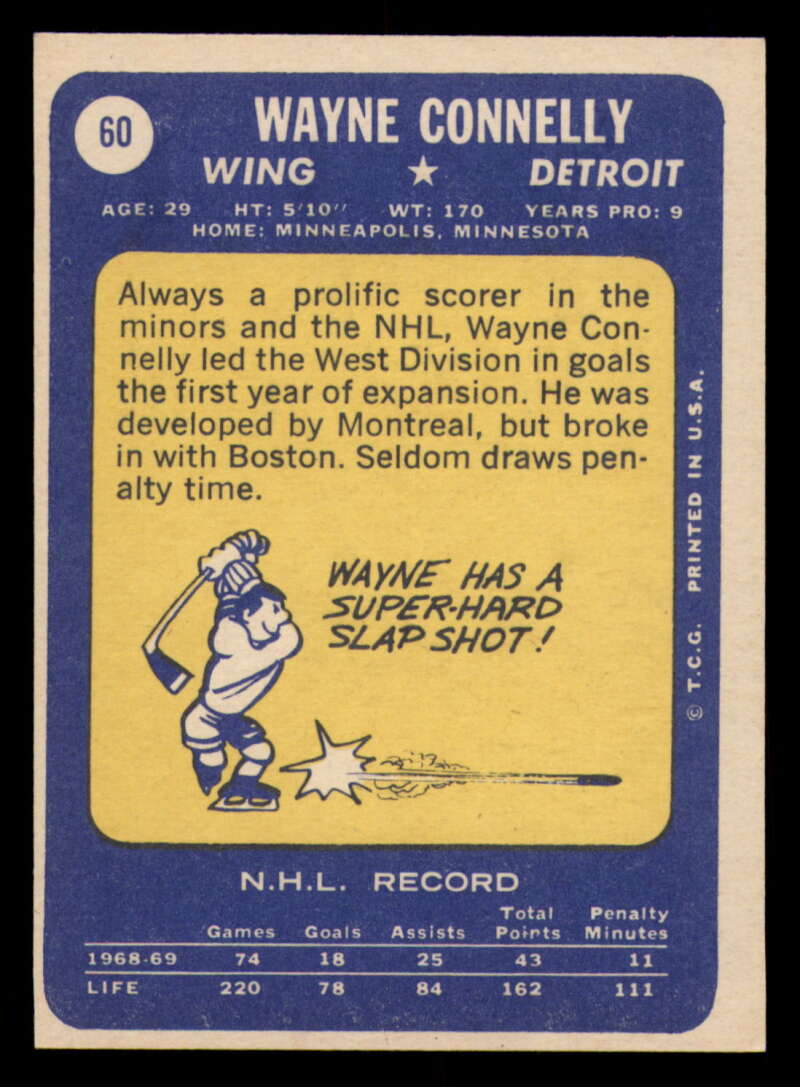 60
WAYNE CONNELLY
WING ★ DETROIT
AGE: 29 HT: 5'10'' WT: 170 YEARS PRO: 9
HOME: MINNEAPOLIS, MINNESOTA
Always a prolific scorer in the
minors and the NHL, Wayne Con-
nelly led the West Division in goals
the first year of expansion. He was
developed by Montreal, but broke
in with Boston. Seldom draws pen-
alty time.
WAYNE HAS A
SUPER-HARD
SLAP SHOT!
© T.C.G. PRINTED IN U.S.A.
N.H.L. RECORD
Games Goals Assists Total Points Penalty Minutes
1968-69 74 18 25 43 11
LIFE 220 78 84 162 111